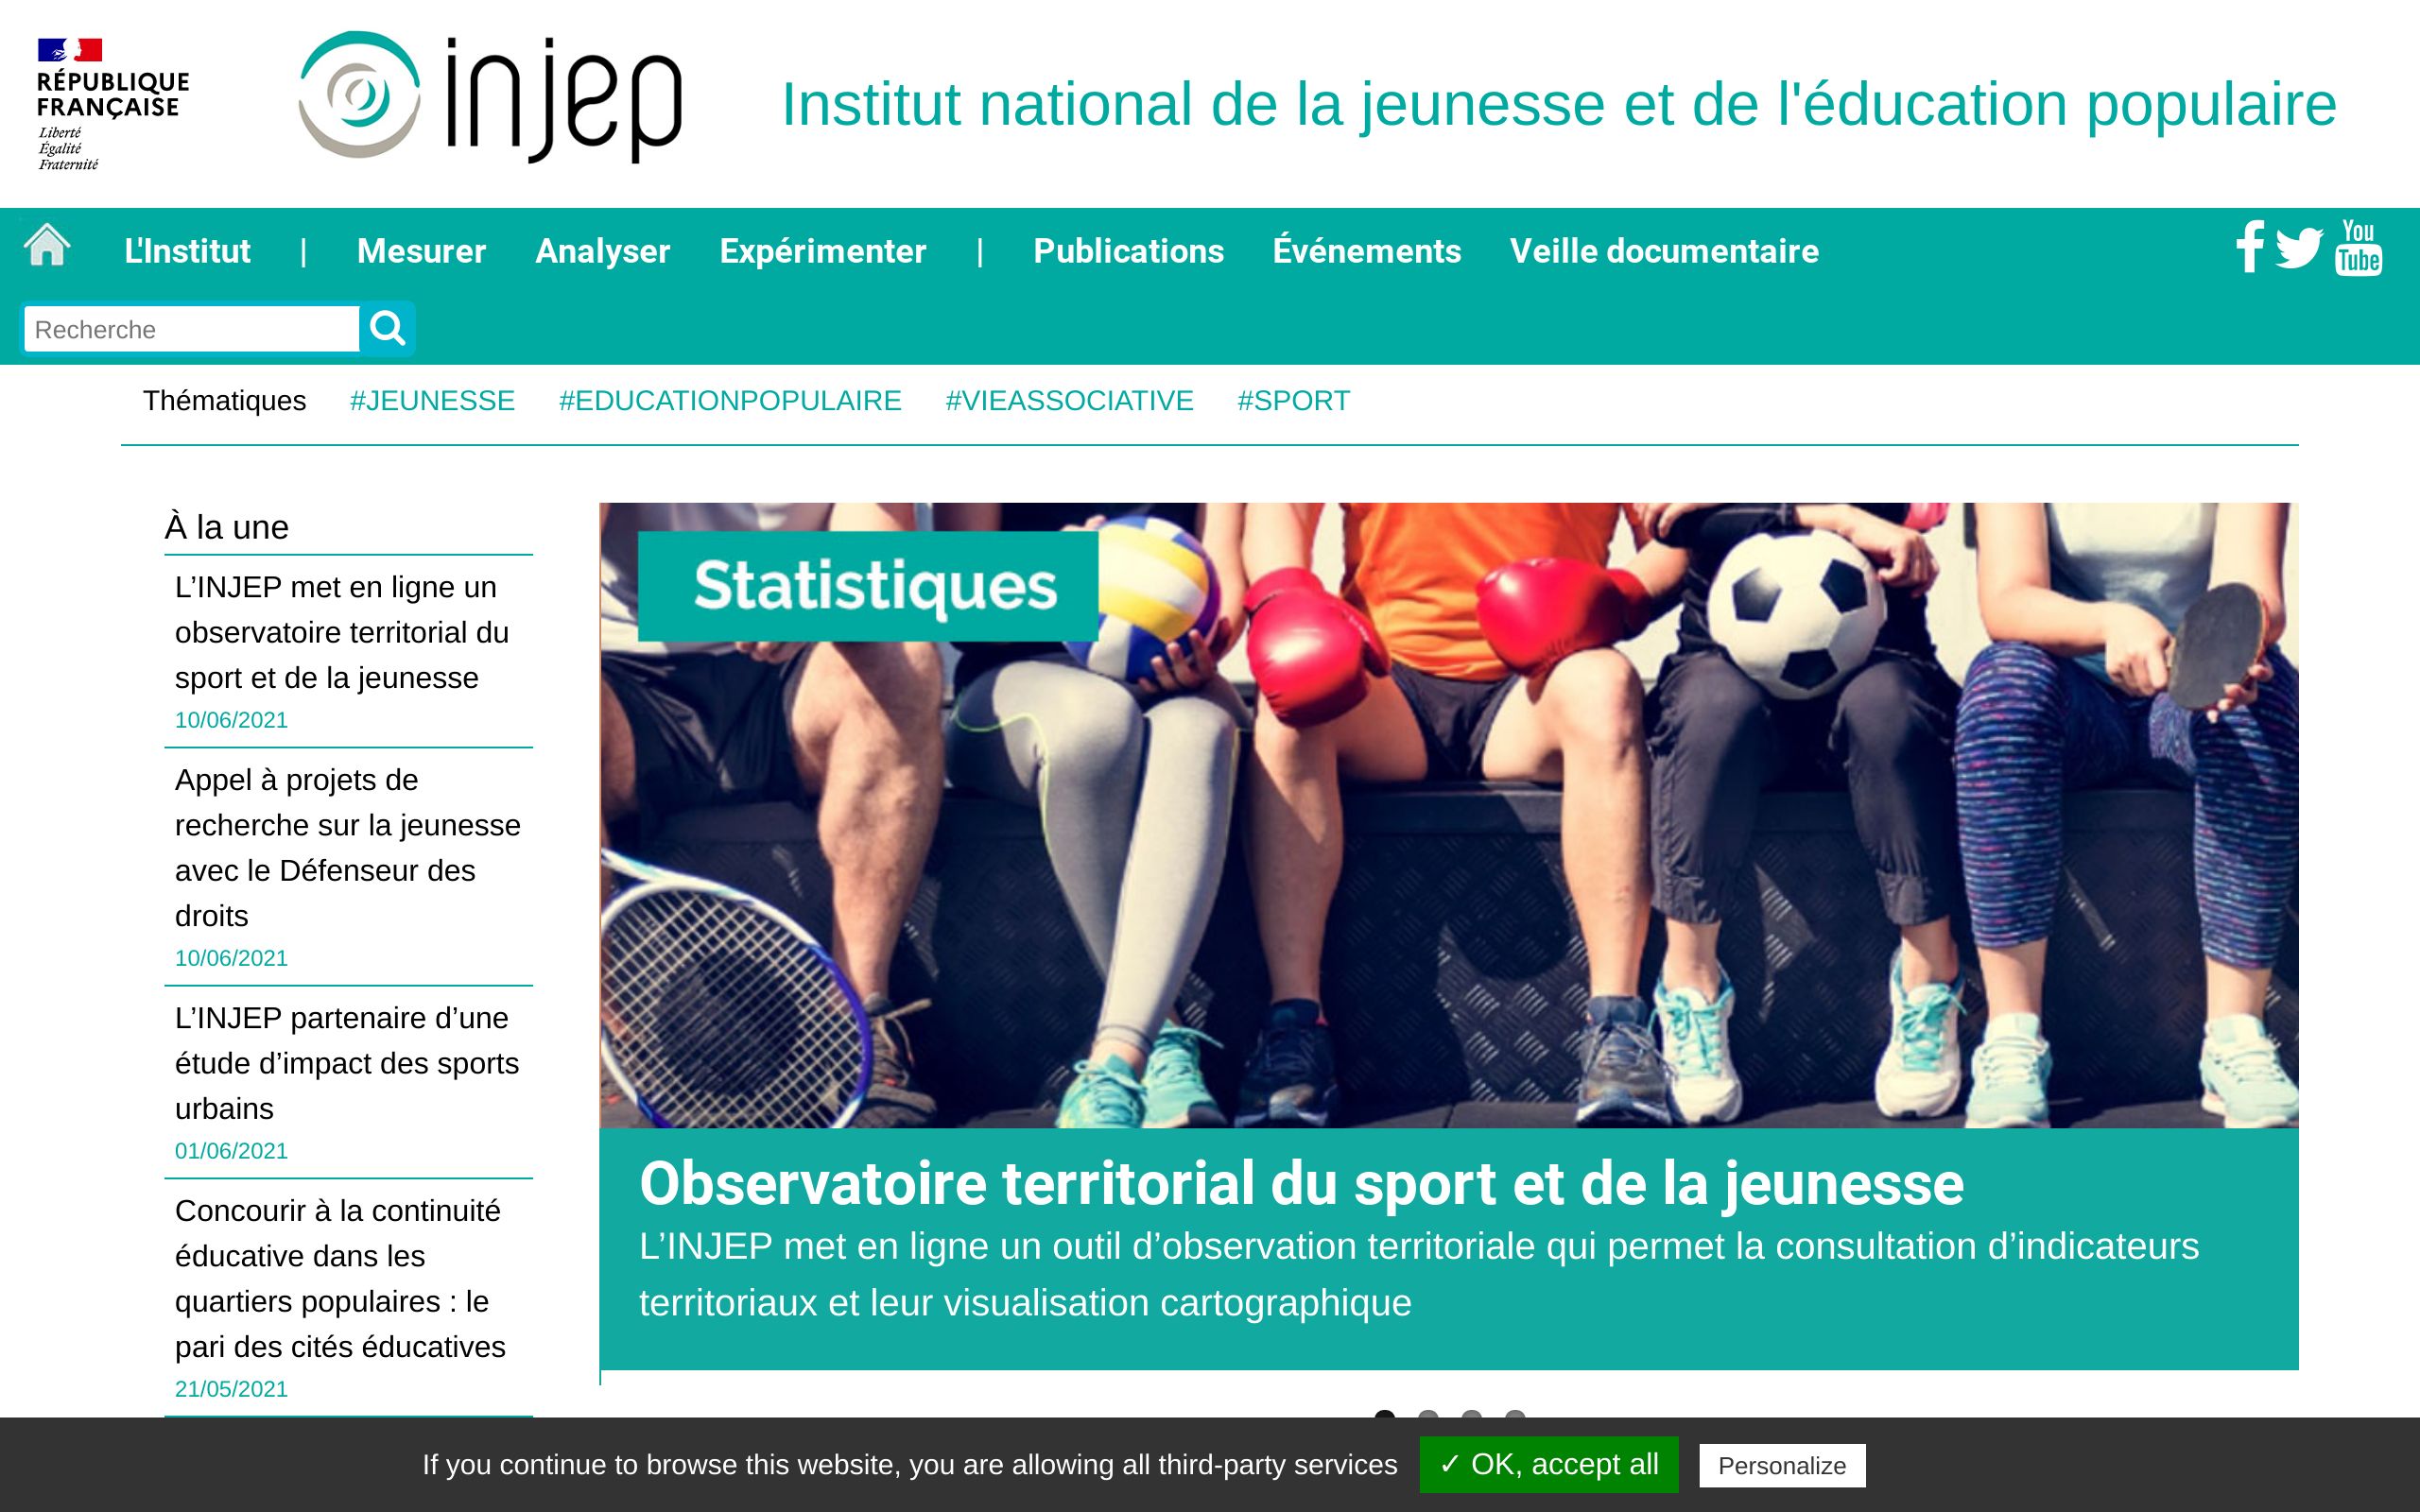 RÉPUBLIQUE
FRANÇAISE
Liberté
Égalité
Fraternité
injep
Institut national de la jeunesse et de l'éducation populaire
L'Institut | Mesurer Analyser Expérimenter | Publications Événements Veille documentaire
You
Tube
Recherche
Thématiques #JEUNESSE #EDUCATIONPOPULAIRE #VIEASSOCIATIVE #SPORT
À la une
L’INJEP met en ligne un
observatoire territorial du
sport et de la jeunesse
10/06/2021
Appel à projets de
recherche sur la jeunesse
avec le Défenseur des
droits
10/06/2021
L’INJEP partenaire d’une
étude d’impact des sports
urbains
01/06/2021
Concourir à la continuité
éducative dans les
quartiers populaires : le
pari des cités éducatives
21/05/2021
Statistiques
Observatoire territorial du sport et de la jeunesse
L’INJEP met en ligne un outil d’observation territoriale qui permet la consultation d’indicateurs
territoriaux et leur visualisation cartographique
If you continue to browse this website, you are allowing all third-party services ✓ OK, accept all Personalize